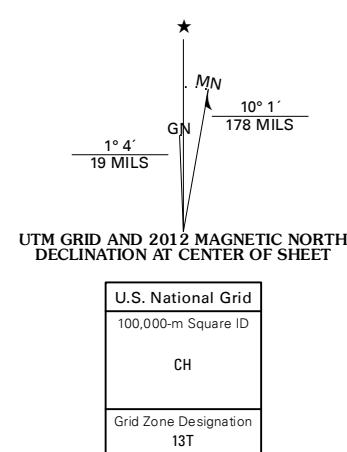 ★
MN
GN
10° 1´
178 MILS
1° 4´
19 MILS
UTM GRID AND 2012 MAGNETIC NORTH
DECLINATION AT CENTER OF SHEET
U.S. National Grid
100,000-m Square ID
CH
Grid Zone Designation
13T